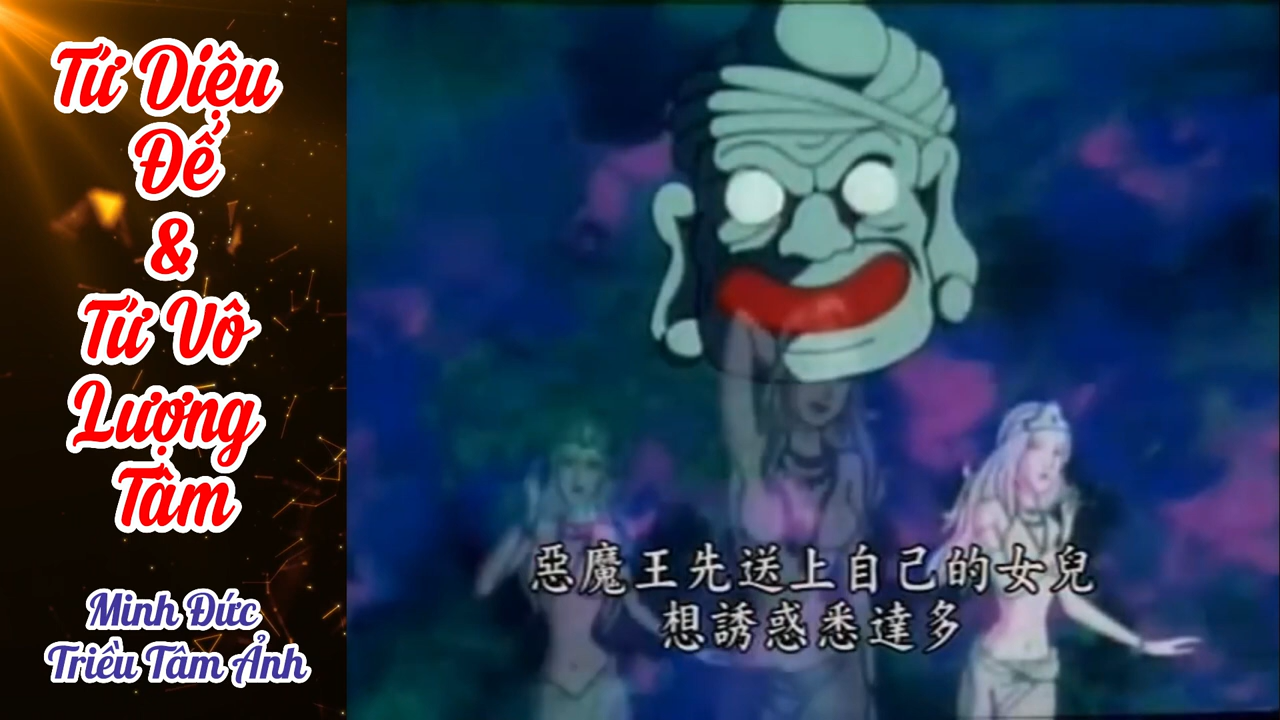 Tứ Diệu
Đế
&
Tứ Vô
Lượng
Tâm
Minh Đức
Triều Tâm Ảnh
惡魔王先送上自己的女兒
想誘惑悉達多